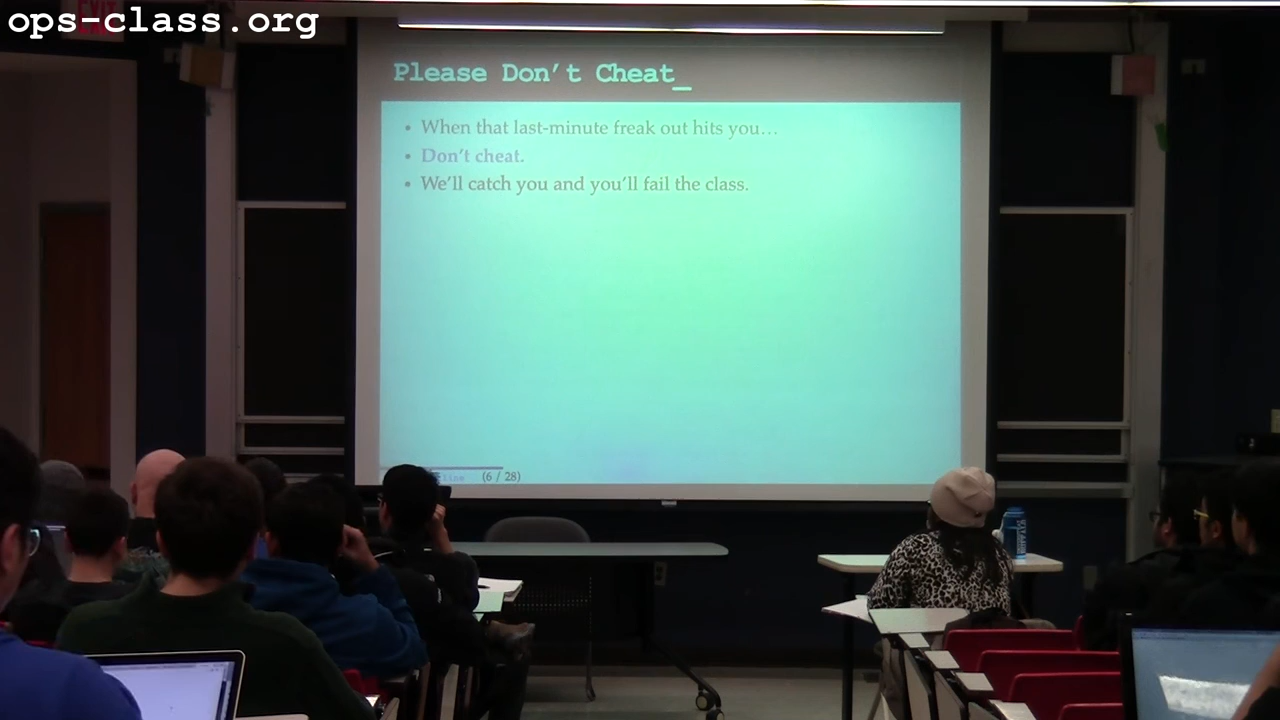 ops-class.org
EXIT
Please Don't Cheat_
• When that last-minute freak out hits you…
• Don't cheat.
• We'll catch you and you'll fail the class.
(6 / 28)